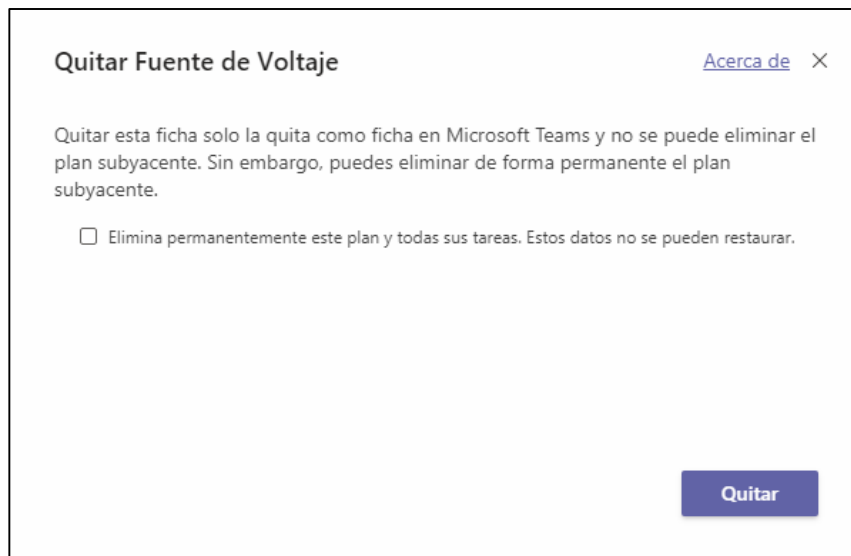 Quitar Fuente de Voltaje
Acerca de
Quitar esta ficha solo la quita como ficha en Microsoft Teams y no se puede eliminar el
plan subyacente. Sin embargo, puedes eliminar de forma permanente el plan
subyacente.
Elimina permanentemente este plan y todas sus tareas. Estos datos no se pueden restaurar.
Quitar